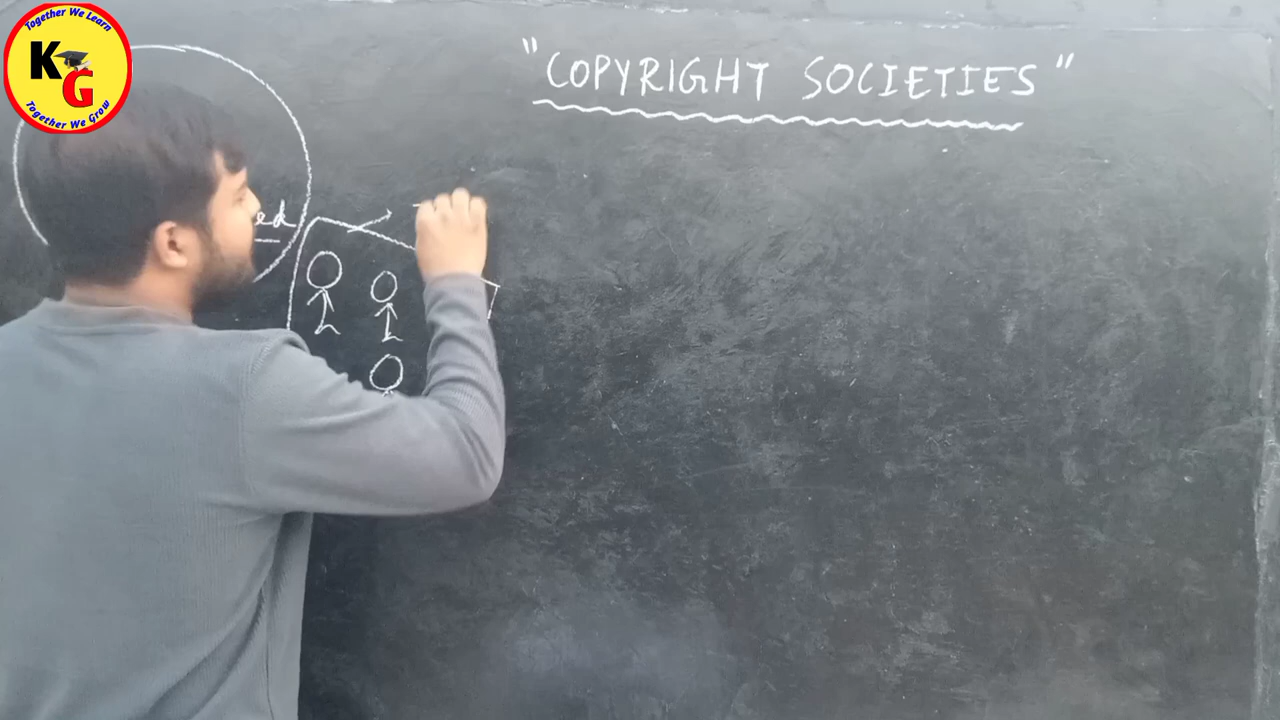 Together We Learn
KG
Together We Grow
"COPYRIGHT SOCIETIES"